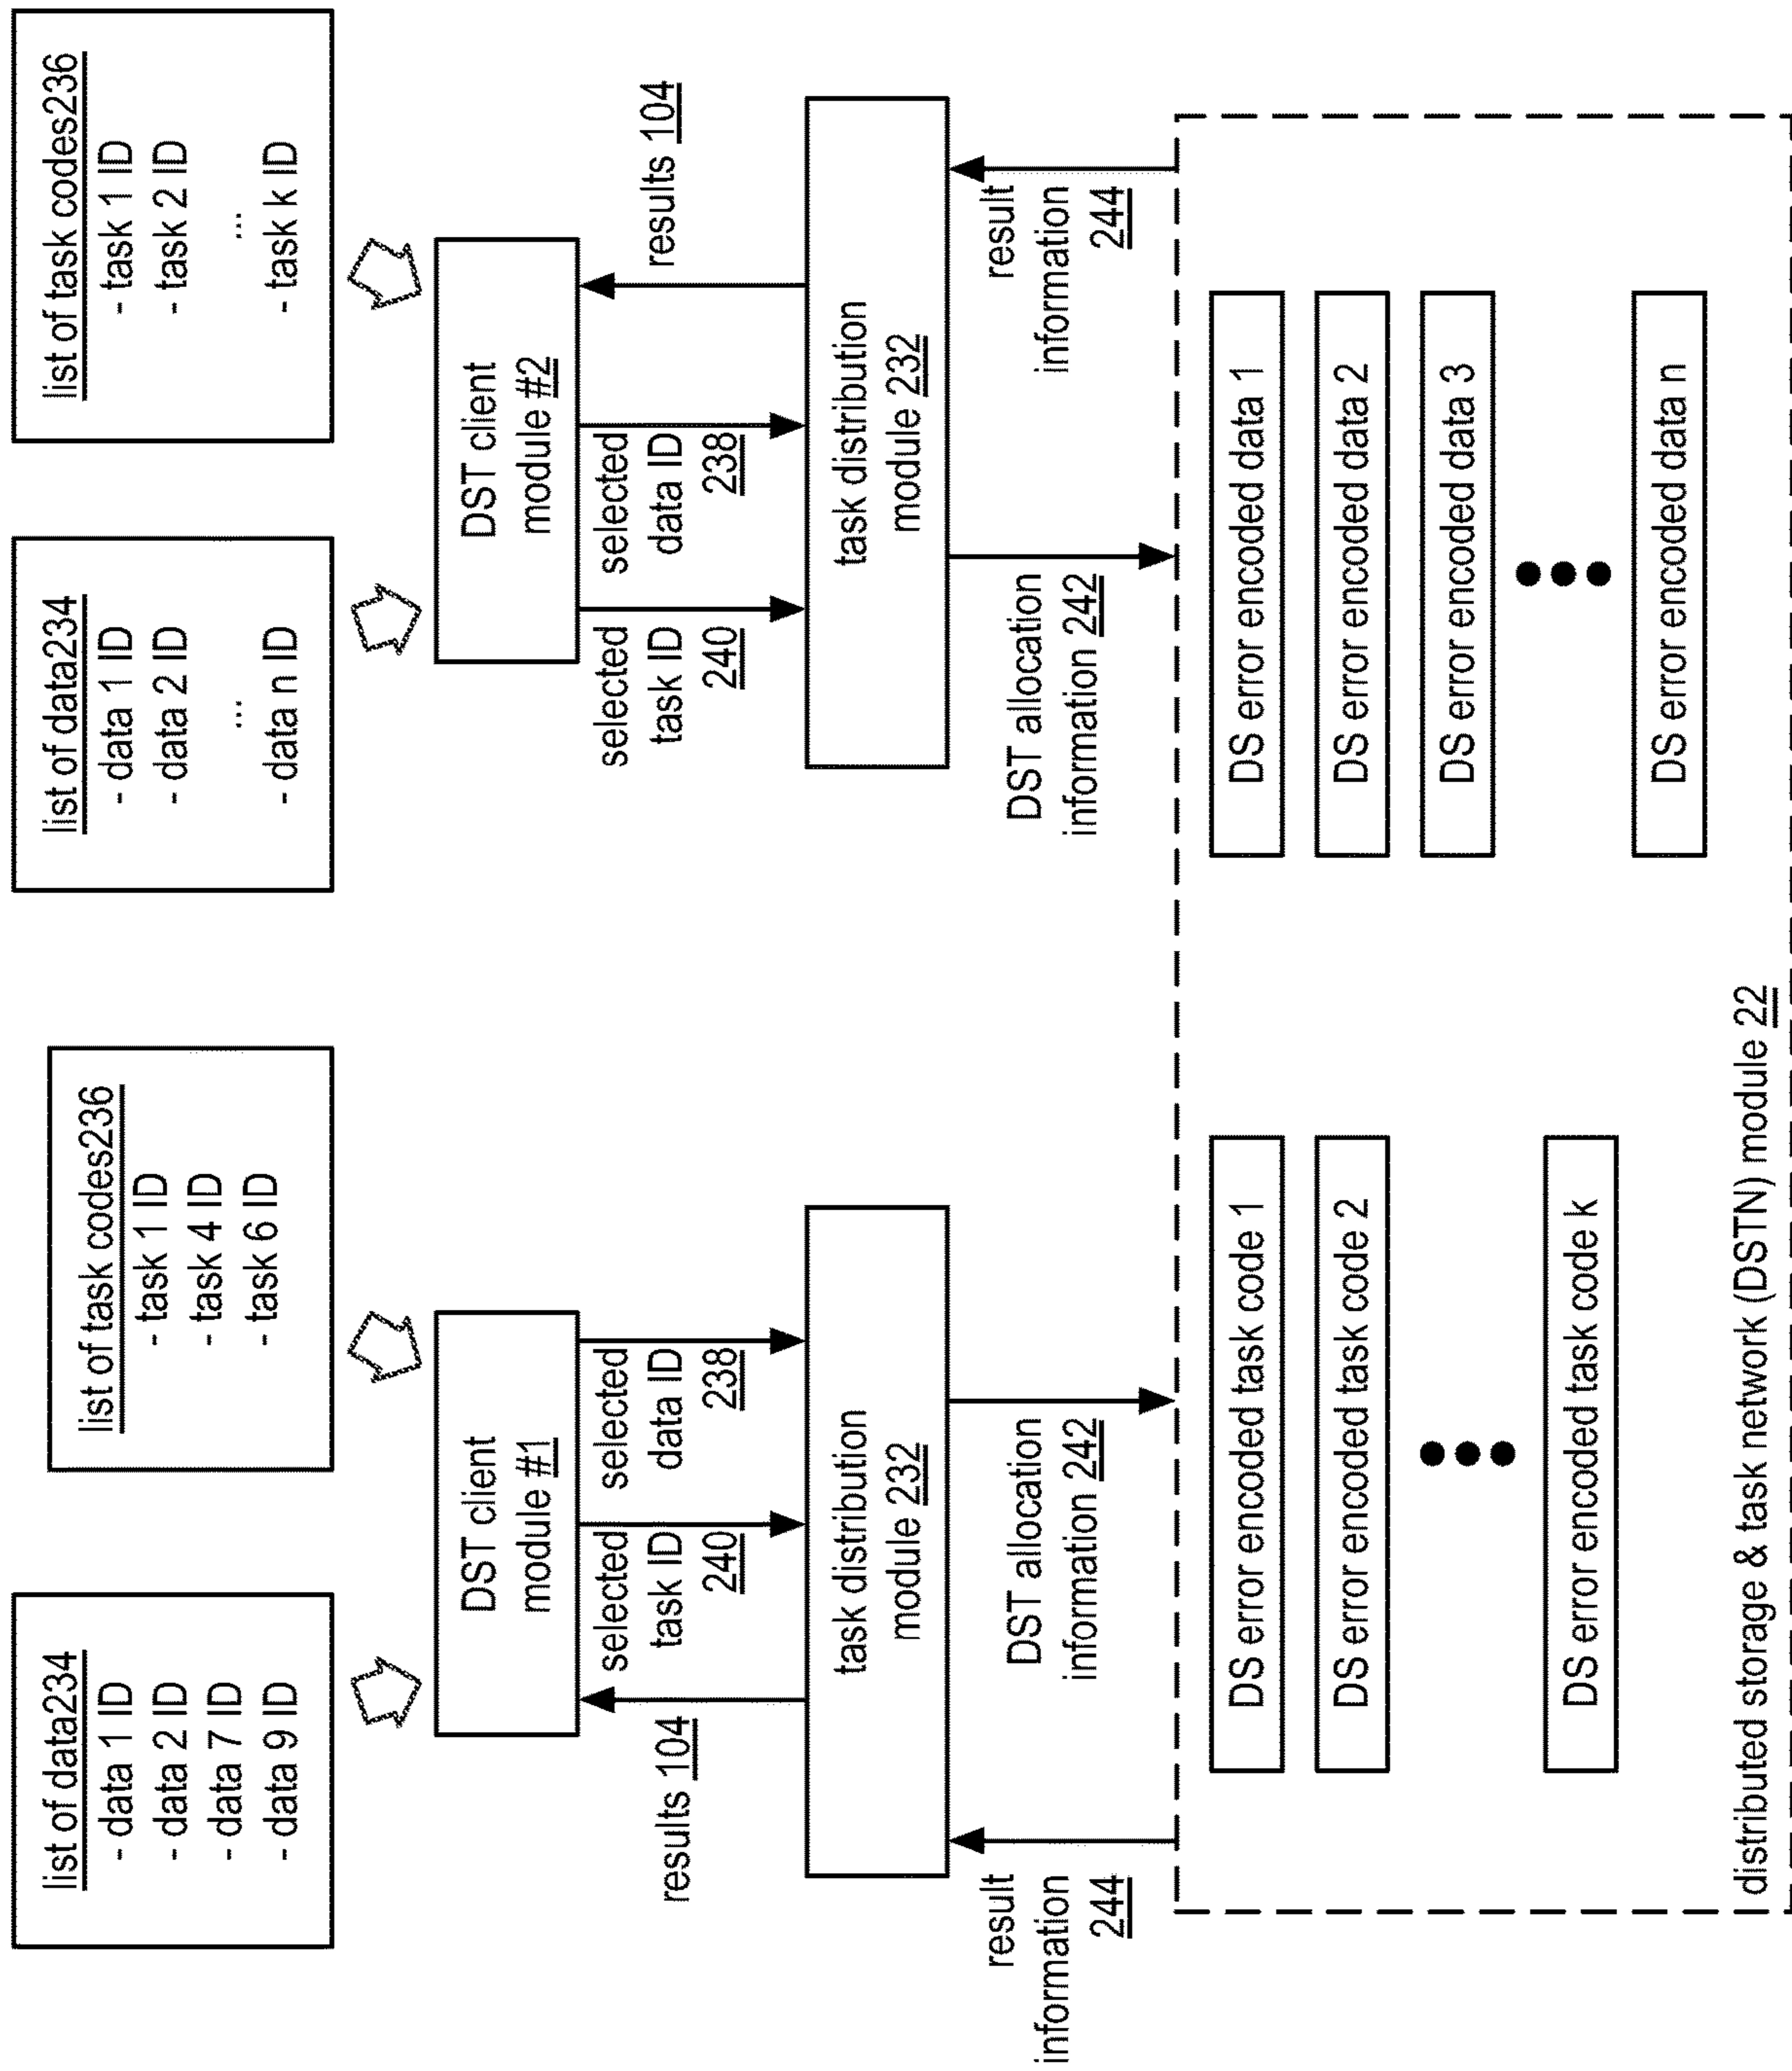 list of data234
- data 1 ID
- data 2 ID
- data 7 ID
- data 9 ID
list of task codes236
- task 1 ID
- task 4 ID
- task 6 ID
list of data234
- data 1 ID
- data 2 ID
...
- data n ID
list of task codes236
- task 1 ID
- task 2 ID
...
- task k ID
DST client
module #1
DST client
module #2
results 104
selected
task ID
240
selected
data ID
238
selected
task ID
240
selected
data ID
238
results 104
task distribution
module 232
task distribution
module 232
result
information
244
DST allocation
information 242
DST allocation
information 242
result
information
244
DS error encoded task code 1
DS error encoded task code 2
DS error encoded task code k
DS error encoded data 1
DS error encoded data 2
DS error encoded data 3
DS error encoded data n
distributed storage & task network (DSTN) module 22